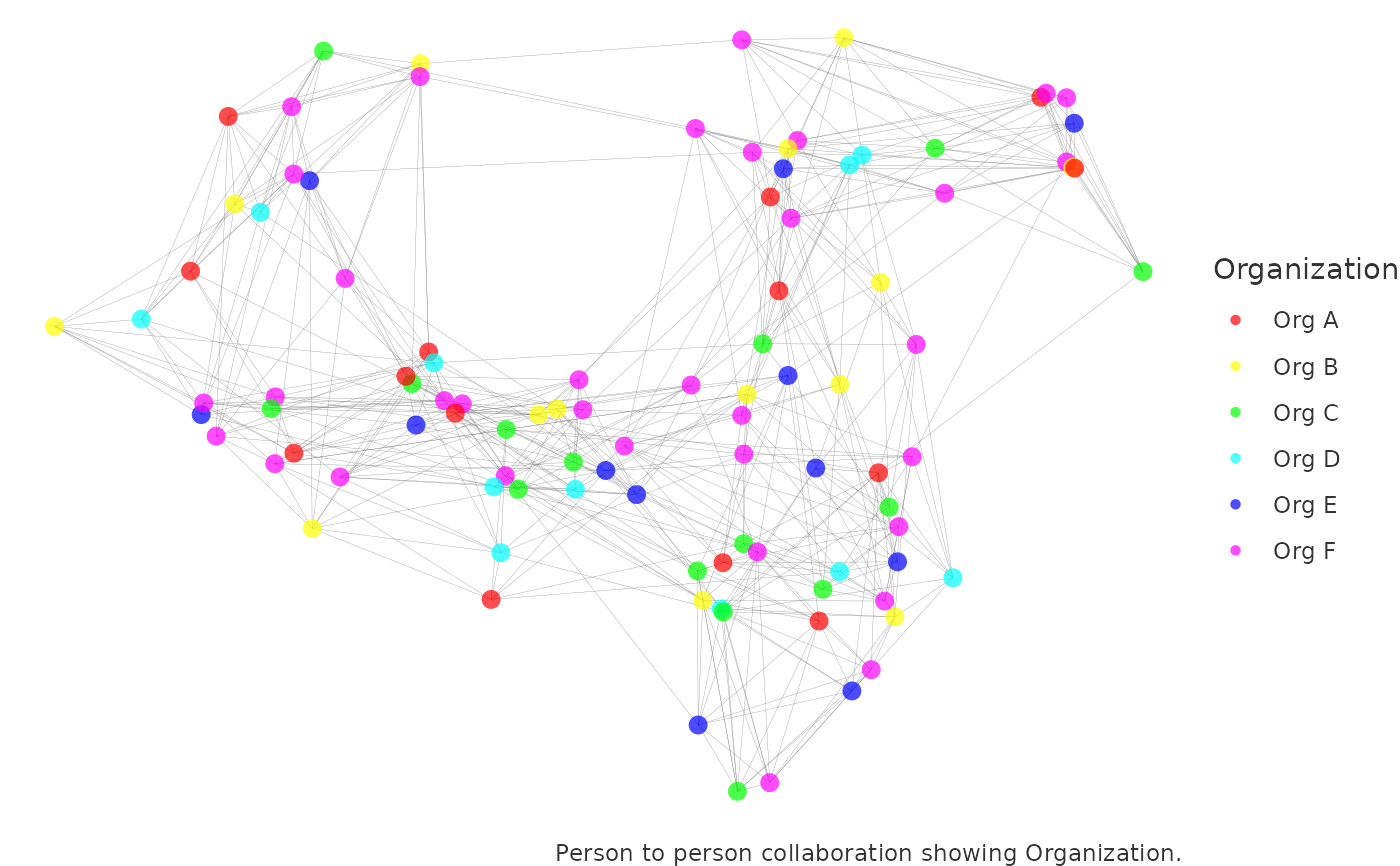 Organization
Org A
Org B
Org C
Org D
Org E
Org F
Person to person collaboration showing Organization.